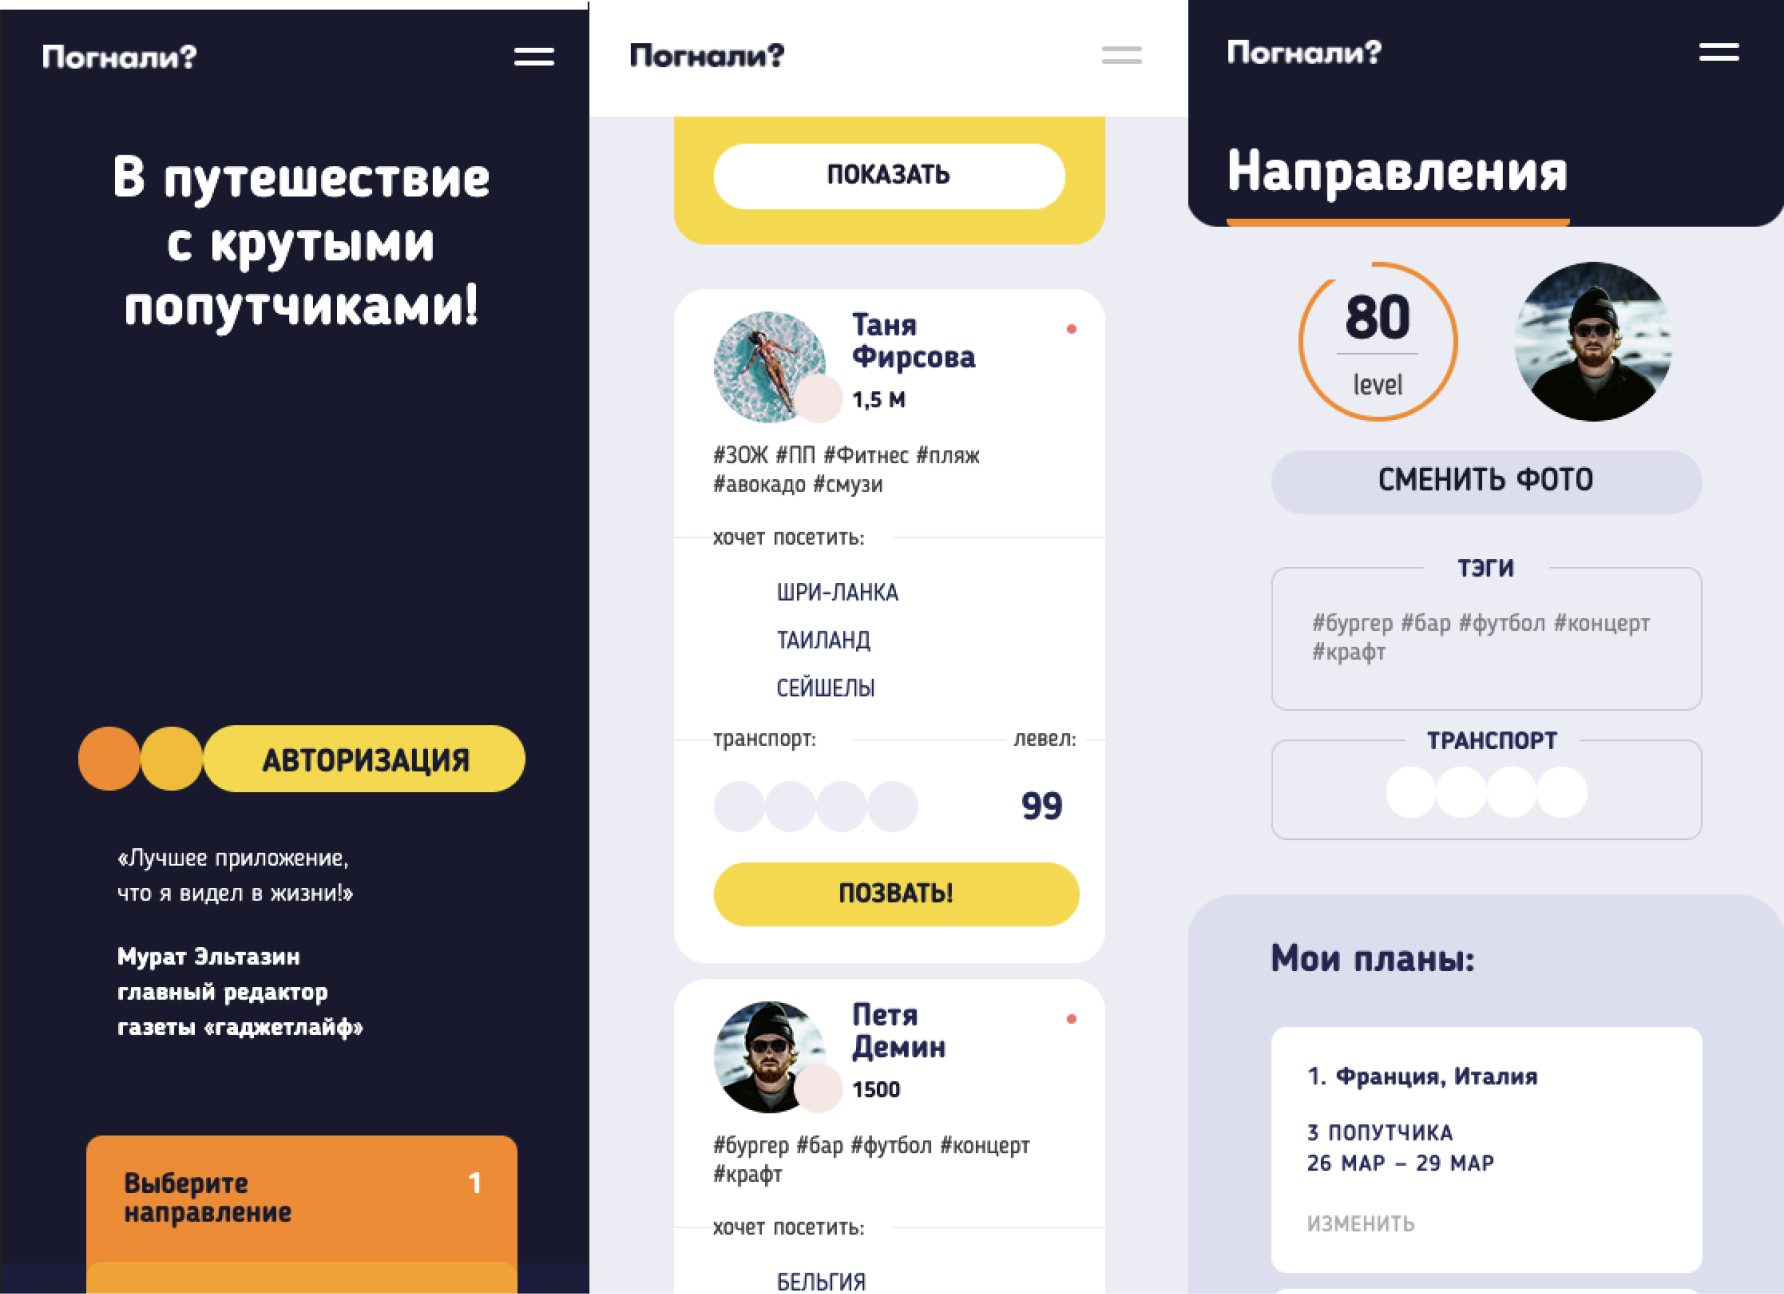 Погнали?
В путешествие
с крутыми
попутчиками!
АВТОРИЗАЦИЯ
«Лучшее приложение,
что я видел в жизни!»
Мурат Эльтазин
главный редактор
газеты «гаджетлайф»
Выберите
направление
1
Погнали?
ПОКАЗАТЬ
Таня
Фирсова
1,5 М
#ЗОЖ #ПП #Фитнес #пляж
#авокадо #смузи
хочет посетить:
ШРИ-ЛАНКА
ТАИЛАНД
СЕЙШЕЛЫ
транспорт:
левел:
99
ПОЗВАТЬ!
Петя
Демин
1500
#бургер #бар #футбол #концерт
#крафт
хочет посетить:
БЕЛЬГИЯ
Погнали?
Направления
80
level
СМЕНИТЬ ФОТО
ТЭГИ
#бургер #бар #футбол #концерт
#крафт
ТРАНСПОРТ
Мои планы:
1. Франция, Италия
3 ПОПУТЧИКА
26 МАР – 29 МАР
ИЗМЕНИТЬ